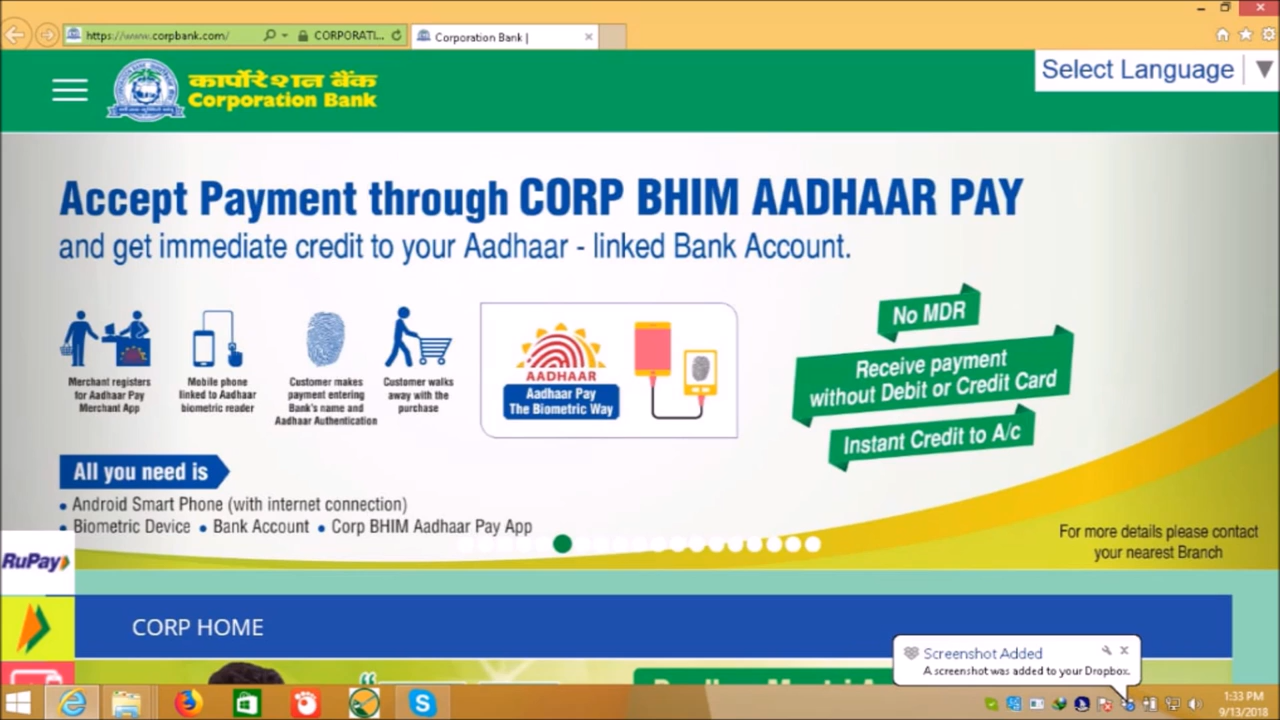 https://www.corpbank.com/
CORPORATI...
Corporation Bank |
कार्पोरेशन बैंक
Corporation Bank
Select Language
Accept Payment through CORP BHIM AADHAAR PAY
and get immediate credit to your Aadhaar - linked Bank Account.
Merchant registers
for Aadhaar Pay
Merchant App
Mobile phone
linked to Aadhaar
biometric reader
Customer makes
payment entering
Bank's name and
Aadhaar Authentication
Customer walks
away with the
purchase
AADHAAR
Aadhaar Pay
The Biometric Way
No MDR
Receive payment
without Debit or Credit Card
Instant Credit to A/c
All you need is
• Android Smart Phone (with internet connection)
• Biometric Device • Bank Account • Corp BHIM Aadhaar Pay App
For more details please contact
your nearest Branch
RuPay
CORP HOME
Screenshot Added
A screenshot was added to your Dropbox.
1:33 PM
9/13/2018